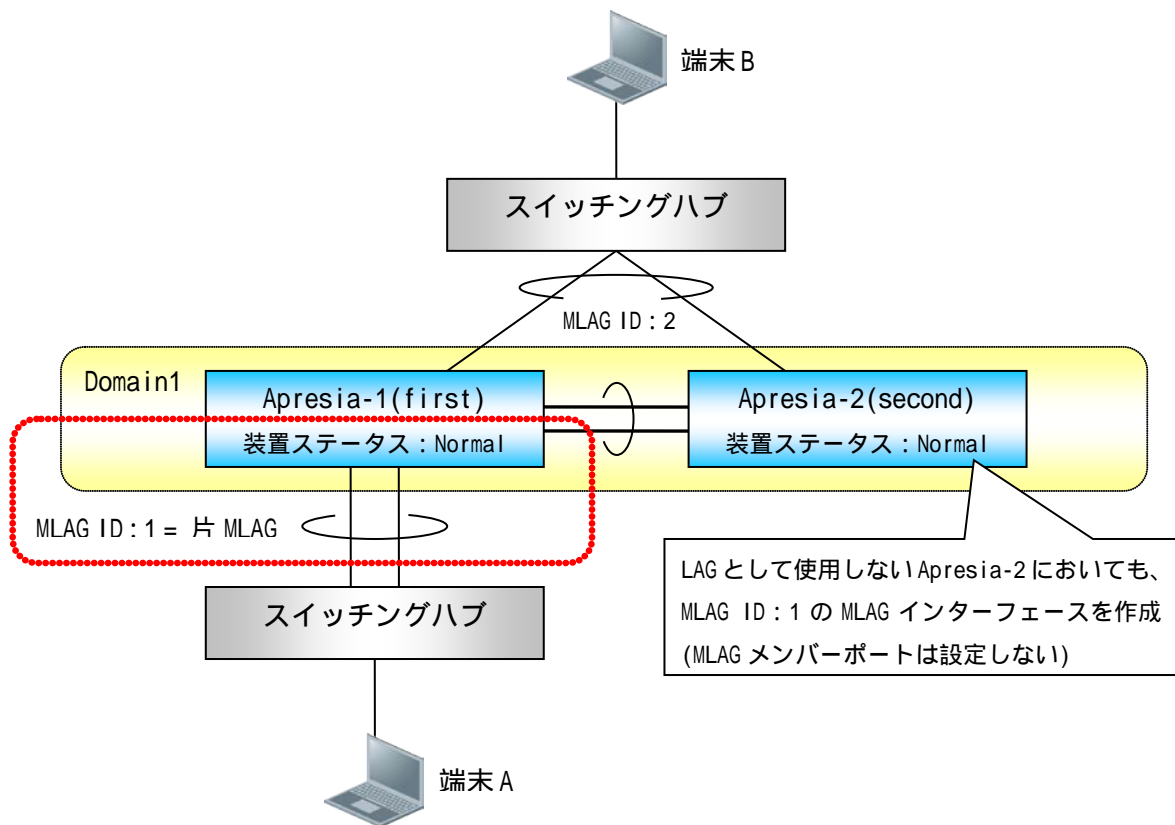 端末B
スイッチングハブ
MLAG ID：2
Domain1
Apresia-1(first)
装置ステータス：Normal
Apresia-2(second)
装置ステータス：Normal
MLAG ID：1 = 片 MLAG
LAG として使用しない Apresia-2 においても、
MLAG ID：1 の MLAG インターフェースを作成
(MLAG メンバーポートは設定しない)
スイッチングハブ
端末A